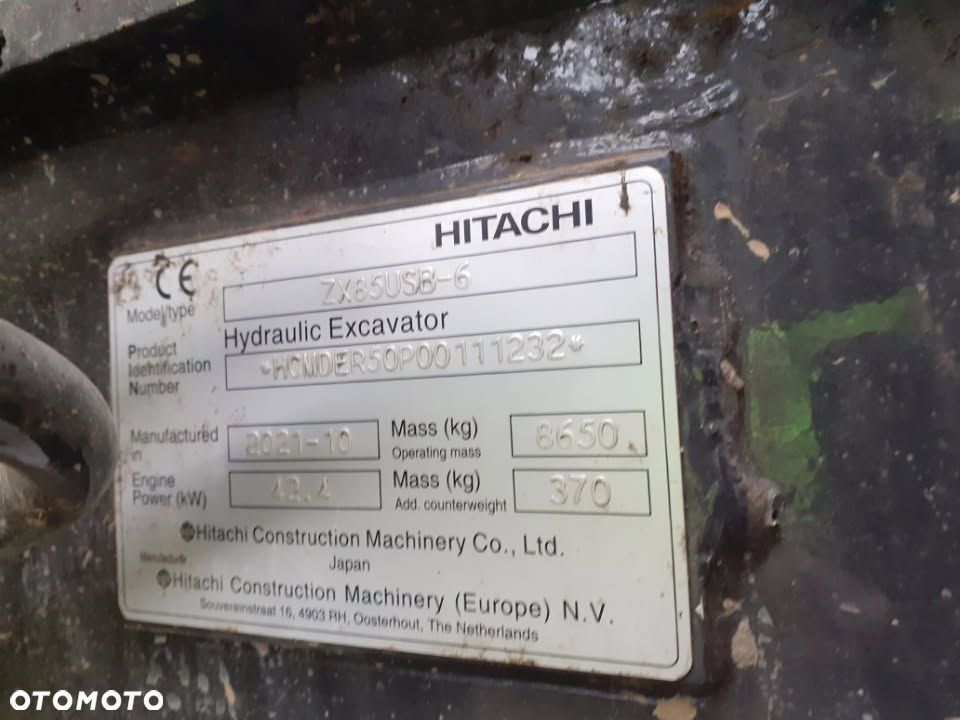 HITACHI
CE
Model/type
ZX85USB-6
Hydraulic Excavator
Product
Identification
Number
*HCMDER50P00111232*
Manufactured
in
2021-10
Mass (kg)
Operating mass
8650
Engine
Power (kW)
42.4
Mass (kg)
Add. counterweight
370
Hitachi Construction Machinery Co., Ltd.
Japan
Manufacture
Hitachi Construction Machinery (Europe) N.V.
Souvereinstraat 16, 4903 RH, Oosterhout, The Netherlands
OTOMOTO